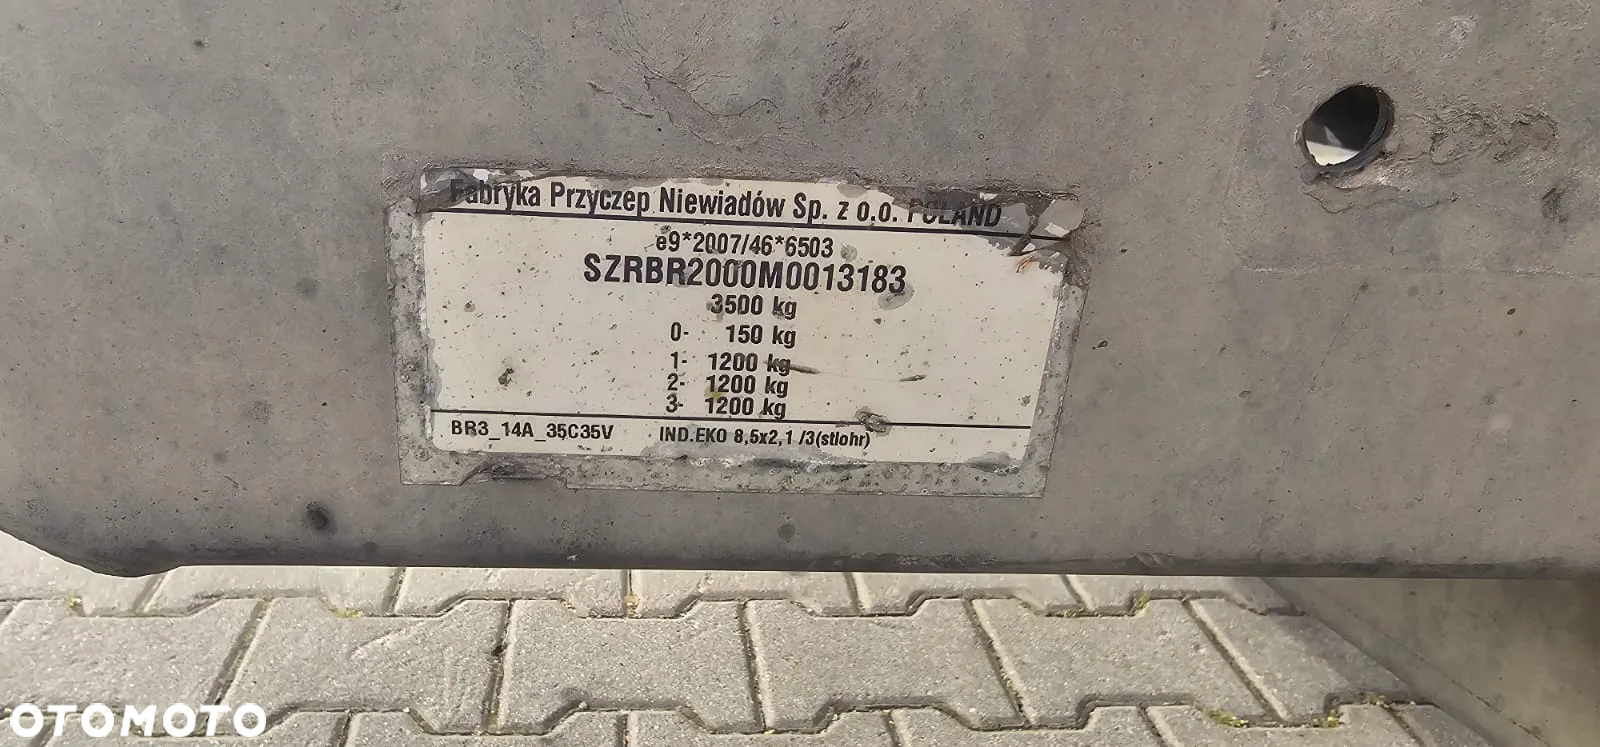 Fabryka Przyczep Niewiadów Sp. z o.o. POLAND
e9*2007/46*6503
SZRBR2000M0013183
3500 kg
0- 150 kg
1- 1200 kg
2- 1200 kg
3- 1200 kg
BR3_14A_35C35V IND.EKO 8,5x2,1 /3(stlohr)
OTOMOTO